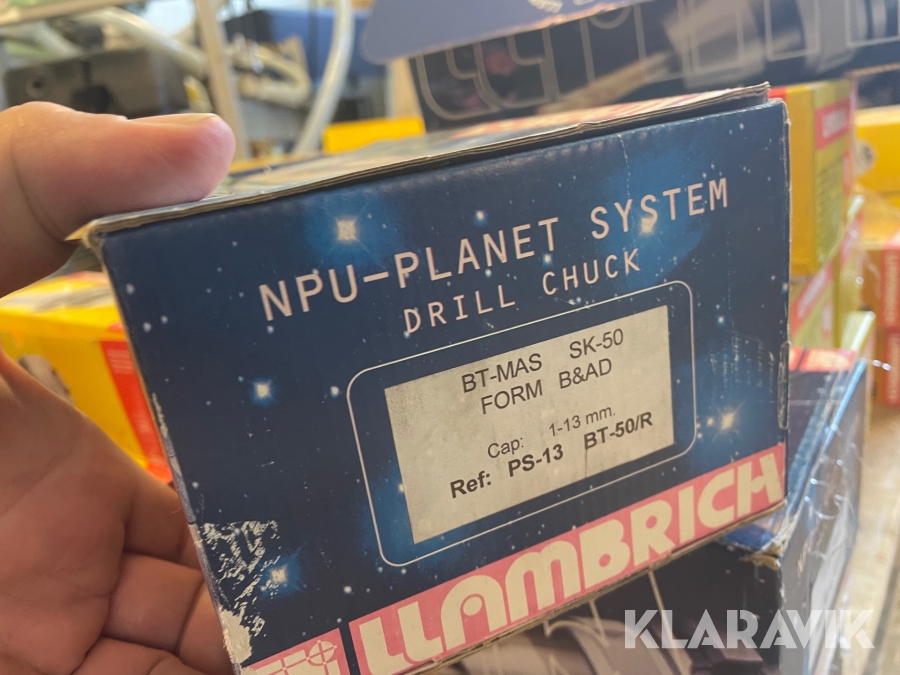 NPU-PLANET SYSTEM
DRILL CHUCK
BT-MAS SK-50
FORM B&AD
Cap: 1-13 mm.
Ref: PS-13 BT-50/R
LLAMBRICH
KLARAVIK